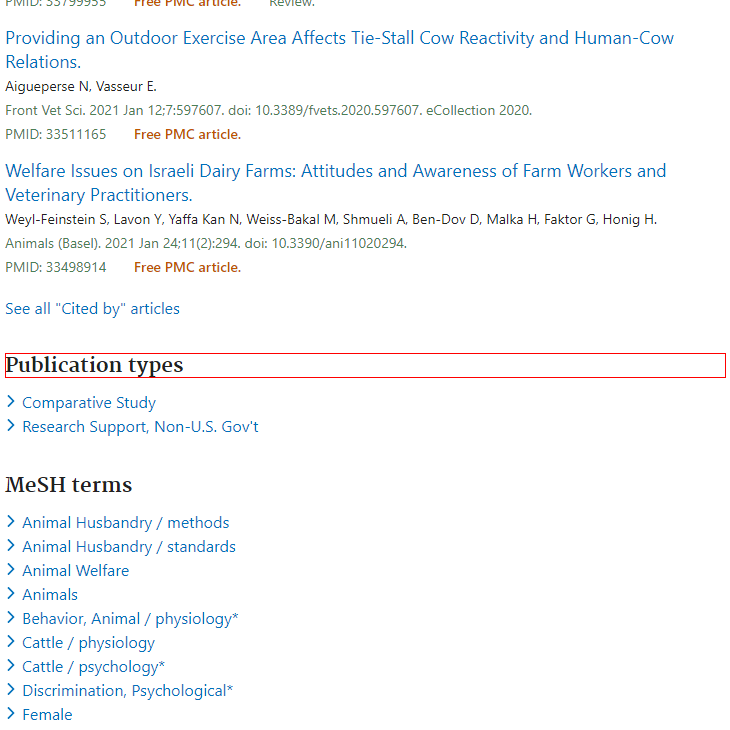 PMID: 33799955 Free PMC article. Review.
Providing an Outdoor Exercise Area Affects Tie-Stall Cow Reactivity and Human-Cow
Relations.
Aigueperse N, Vasseur E.
Front Vet Sci. 2021 Jan 12;7:597607. doi: 10.3389/fvets.2020.597607. eCollection 2020.
PMID: 33511165 Free PMC article.
Welfare Issues on Israeli Dairy Farms: Attitudes and Awareness of Farm Workers and
Veterinary Practitioners.
Weyl-Feinstein S, Lavon Y, Yaffa Kan N, Weiss-Bakal M, Shmueli A, Ben-Dov D, Malka H, Faktor G, Honig H.
Animals (Basel). 2021 Jan 24;11(2):294. doi: 10.3390/ani11020294.
PMID: 33498914 Free PMC article.
See all "Cited by" articles
Publication types
Comparative Study
Research Support, Non-U.S. Gov't
MeSH terms
Animal Husbandry / methods
Animal Husbandry / standards
Animal Welfare
Animals
Behavior, Animal / physiology*
Cattle / physiology
Cattle / psychology*
Discrimination, Psychological*
Female